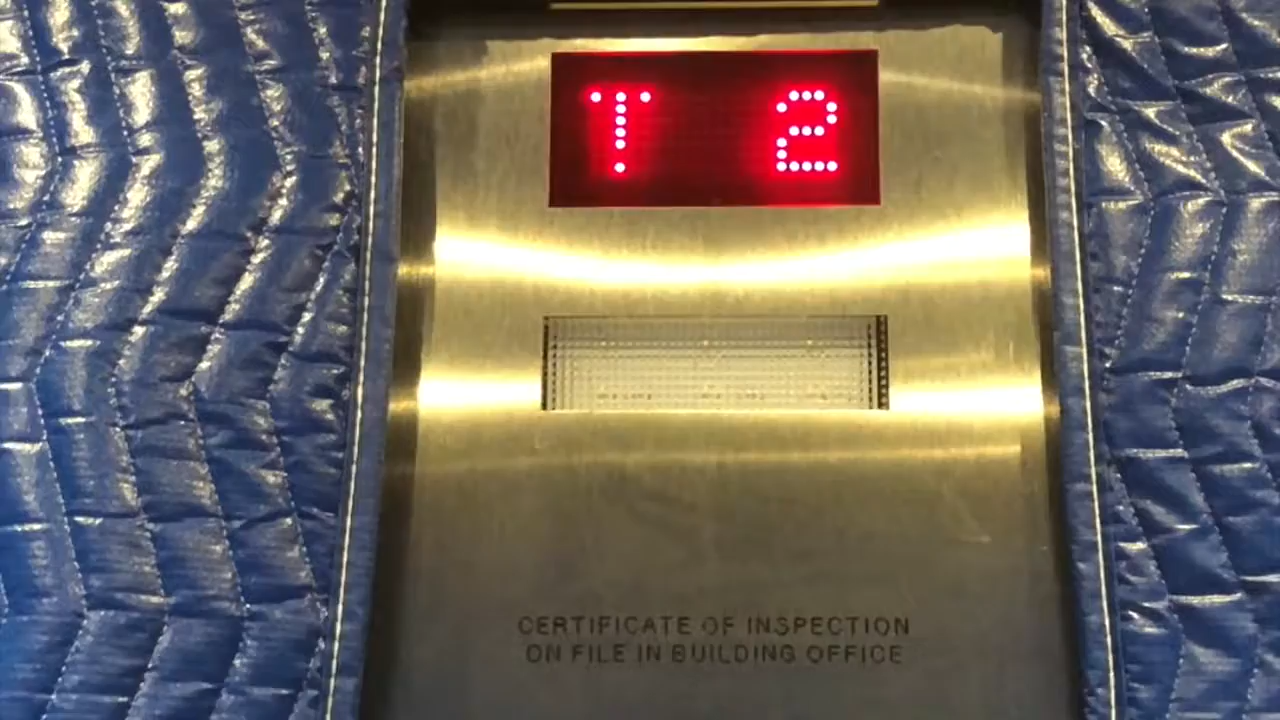 T 2
CERTIFICATE OF INSPECTION
ON FILE IN BUILDING OFFICE